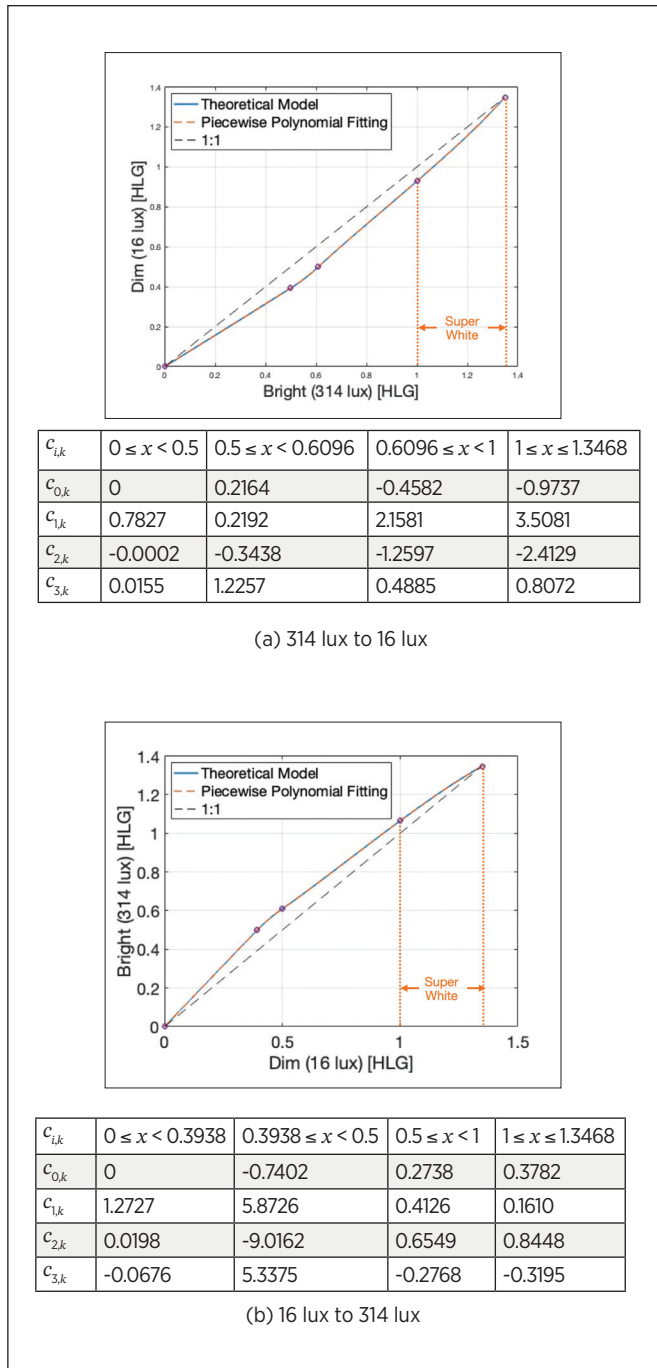 Theoretical Model
Piecewise Polynomial Fitting
1:1
Dim (16 lux) [HLG]
1.4
1.2
1
0.8
0.6
0.4
0.2
0
0 0.2 0.4 0.6 0.8 1 1.2 1.4
Super
White
Bright (314 lux) [HLG]
c_{i,k} 0 ≤ x < 0.5 0.5 ≤ x < 0.6096 0.6096 ≤ x < 1 1 ≤ x ≤ 1.3468
c_{0,k} 0 0.2164 -0.4582 -0.9737
c_{1,k} 0.7827 0.2192 2.1581 3.5081
c_{2,k} -0.0002 -0.3438 -1.2597 -2.4129
c_{3,k} 0.0155 1.2257 0.4885 0.8072
(a) 314 lux to 16 lux
Theoretical Model
Piecewise Polynomial Fitting
1:1
Bright (314 lux) [HLG]
1.4
1.2
1
0.8
0.6
0.4
0.2
0
0 0.5 1 1.5
Super
White
Dim (16 lux) [HLG]
c_{i,k} 0 ≤ x < 0.3938 0.3938 ≤ x < 0.5 0.5 ≤ x < 1 1 ≤ x ≤ 1.3468
c_{0,k} 0 -0.7402 0.2738 0.3782
c_{1,k} 1.2727 5.8726 0.4126 0.1610
c_{2,k} 0.0198 -9.0162 0.6549 0.8448
c_{3,k} -0.0676 5.3375 -0.2768 -0.3195
(b) 16 lux to 314 lux